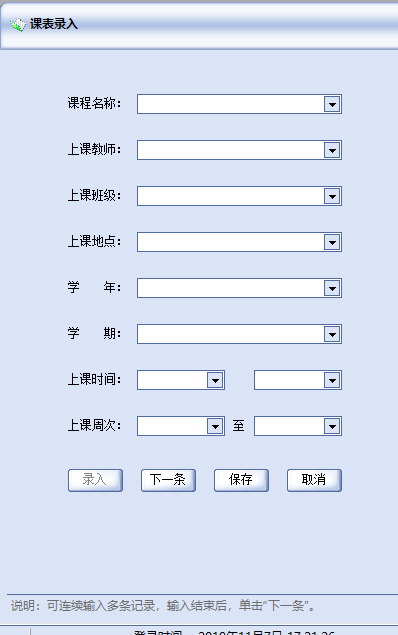 课表录入
课程名称：
上课教师：
上课班级：
上课地点：
学 年：
学 期：
上课时间：
上课周次： 至
录入 下一条 保存 取消
说明：可连续输入多条记录，输入结束后，单击“下一条”。